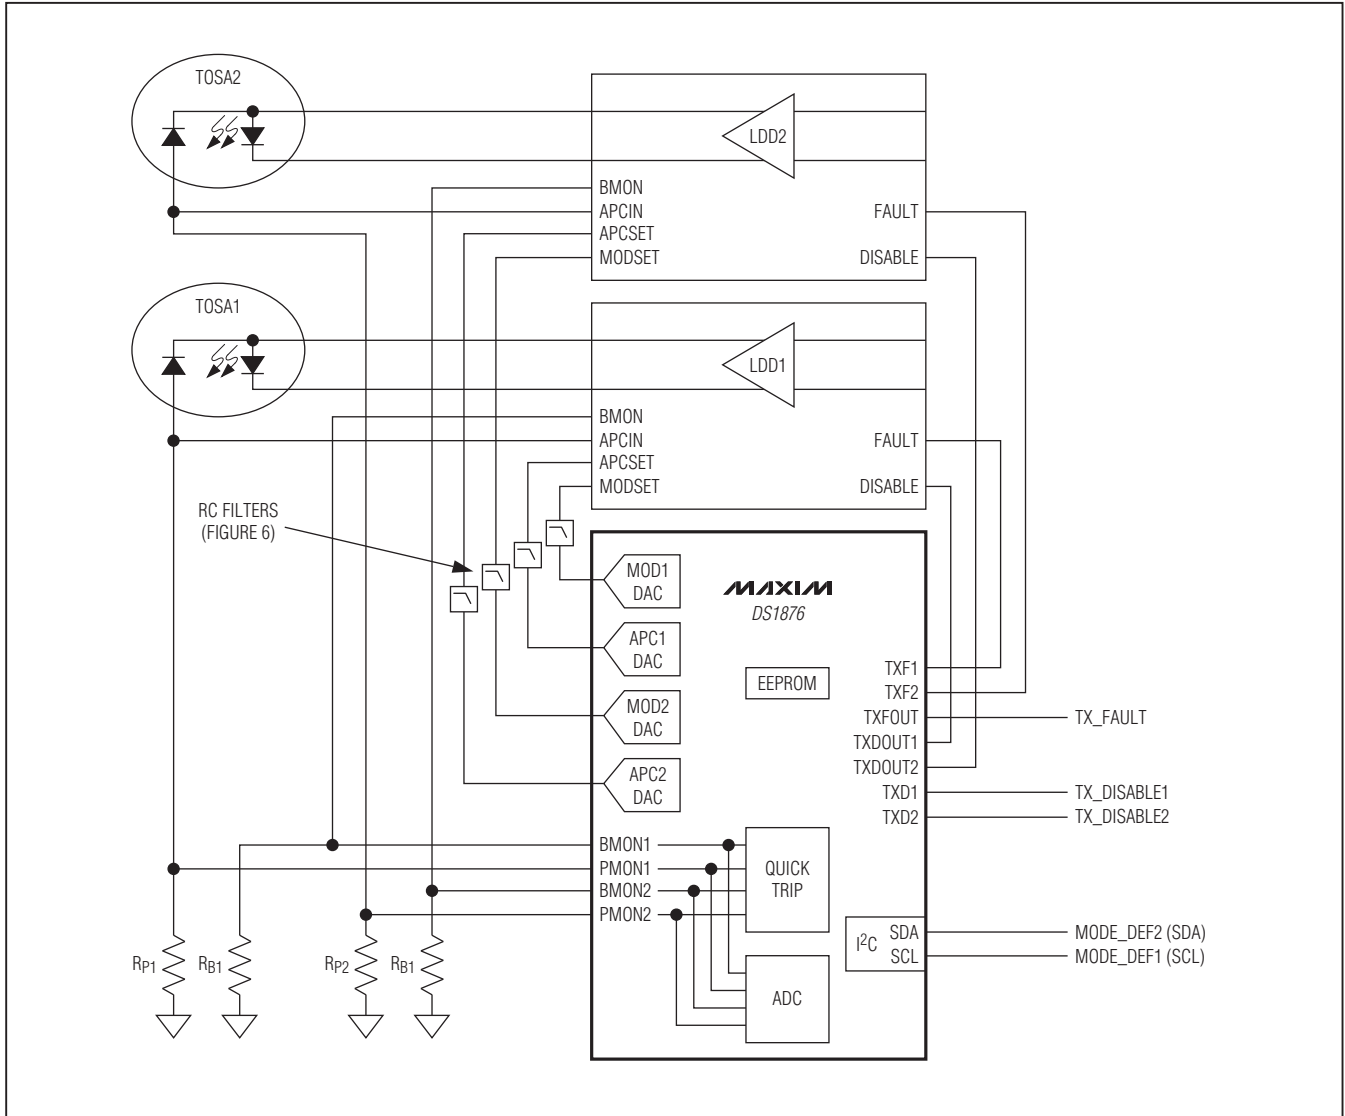 TOSA2
LDD2
BMON
APCIN
APCSET
MODSET
FAULT
DISABLE
TOSA1
LDD1
BMON
APCIN
APCSET
MODSET
FAULT
DISABLE
RC FILTERS
(FIGURE 6)
MOD1
DAC
APC1
DAC
MOD2
DAC
APC2
DAC
MAXIM
DS1876
EEPROM
TXF1
TXF2
TXFOUT
TX_FAULT
TXDOUT1
TXDOUT2
TXD1
TX_DISABLE1
TXD2
TX_DISABLE2
BMON1
PMON1
BMON2
PMON2
QUICK
TRIP
ADC
I²C
SDA
SCL
MODE_DEF2 (SDA)
MODE_DEF1 (SCL)
RP1
RB1
RP2
RB1